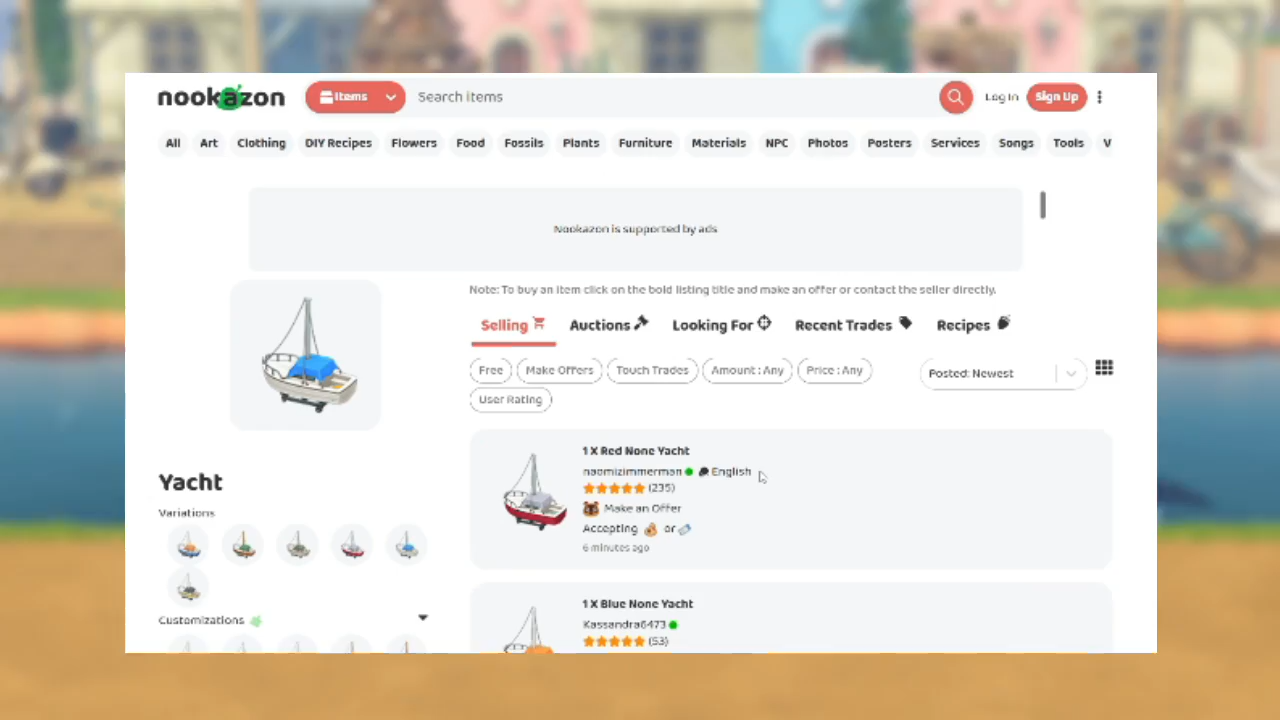 nookazon
Items
Search items
Log In
Sign Up
All
Art
Clothing
DIY Recipes
Flowers
Food
Fossils
Plants
Furniture
Materials
NPC
Photos
Posters
Services
Songs
Tools
V
Nookazon is supported by ads
Note: To buy an item click on the bold listing title and make an offer or contact the seller directly.
Selling
Auctions
Looking For
Recent Trades
Recipes
Free
Make Offers
Touch Trades
Amount : Any
Price : Any
Posted: Newest
User Rating
1 X Red None Yacht
naomizimmerman English
(235)
Make an Offer
Accepting or
6 minutes ago
Yacht
Variations
Customizations
1 X Blue None Yacht
Kassandra6473
(53)